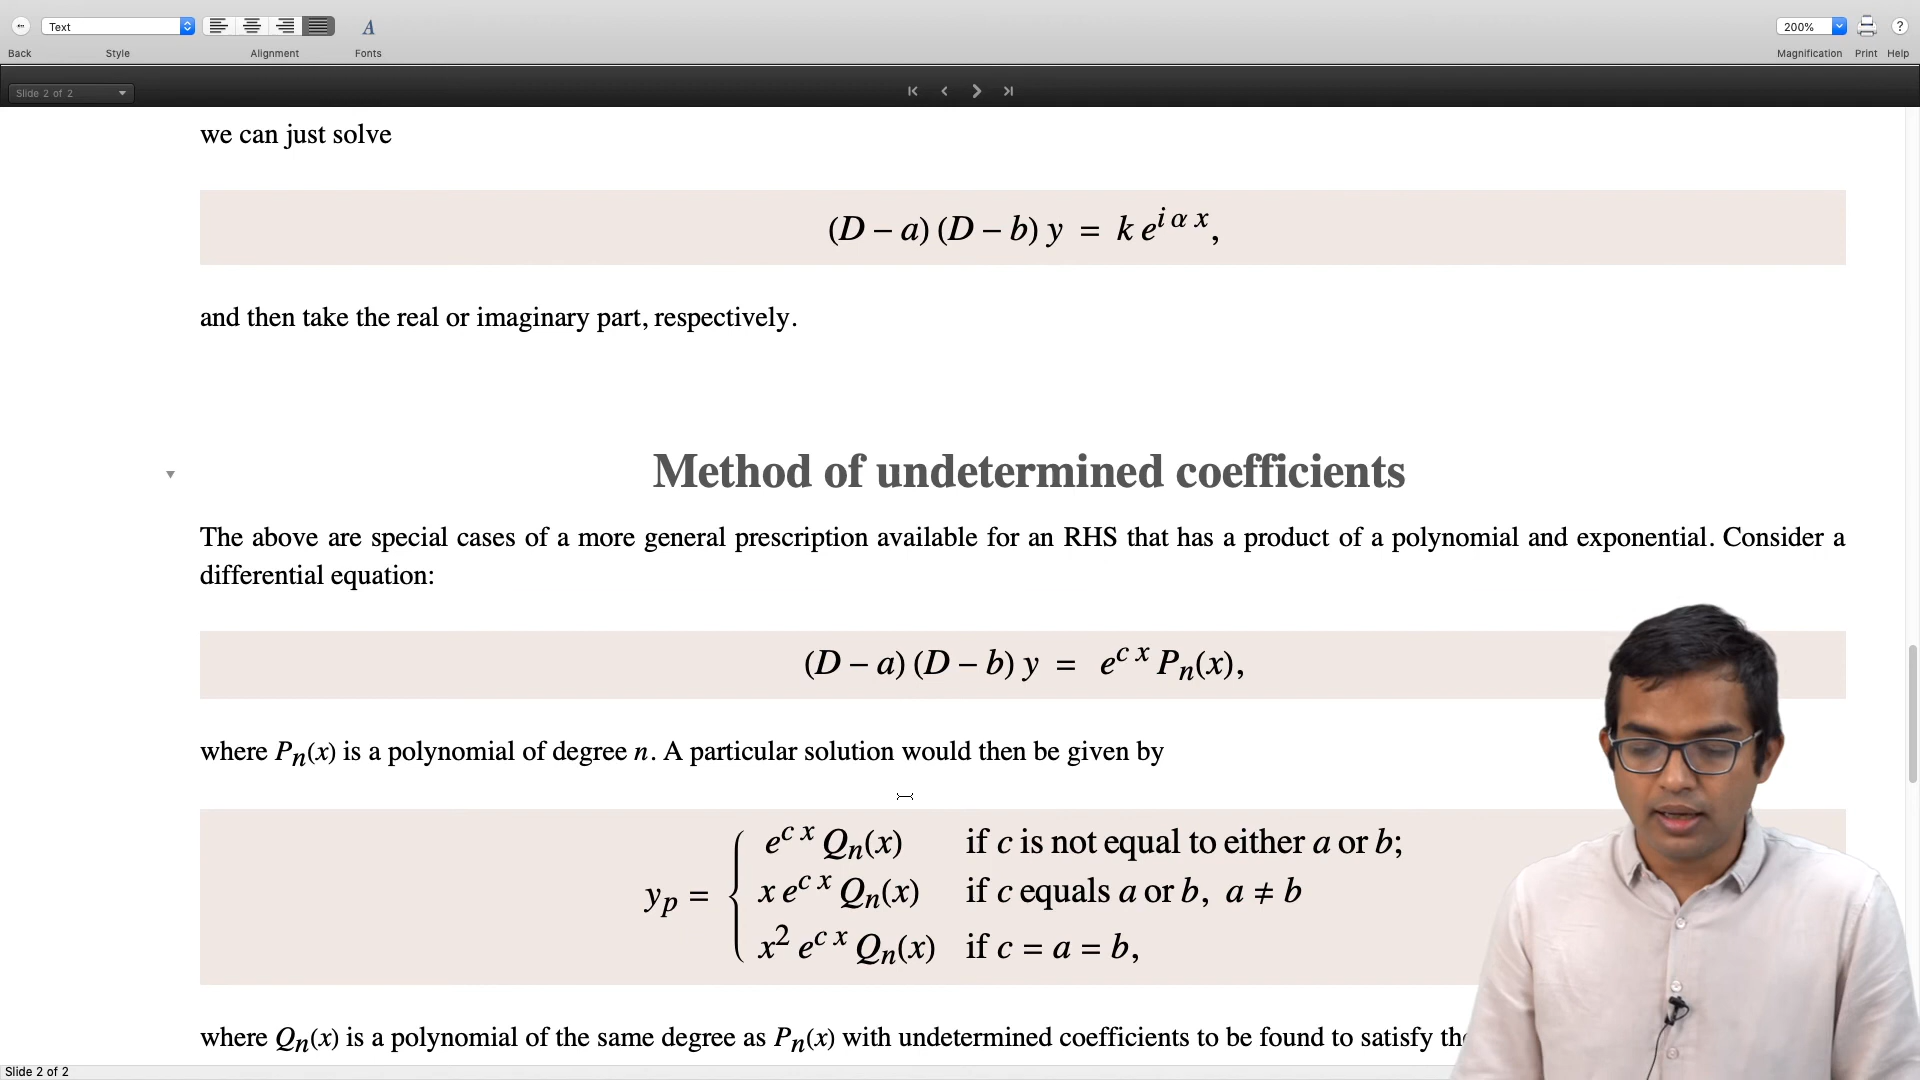 Text
200%
Back
Style
Alignment
Fonts
Magnification
Print
Help
Slide 2 of 2
we can just solve
(D − a) (D − b) y = k e^{i α x},
and then take the real or imaginary part, respectively.
Method of undetermined coefficients
The above are special cases of a more general prescription available for an RHS that has a product of a polynomial and exponential. Consider a
differential equation:
(D − a) (D − b) y = e^{c x} P_n(x),
where P_n(x) is a polynomial of degree n. A particular solution would then be given by
y_p = { e^{c x} Q_n(x) if c is not equal to either a or b;
x e^{c x} Q_n(x) if c equals a or b, a ≠ b
x^2 e^{c x} Q_n(x) if c = a = b,
where Q_n(x) is a polynomial of the same degree as P_n(x) with undetermined coefficients to be found to satisfy
Slide 2 of 2